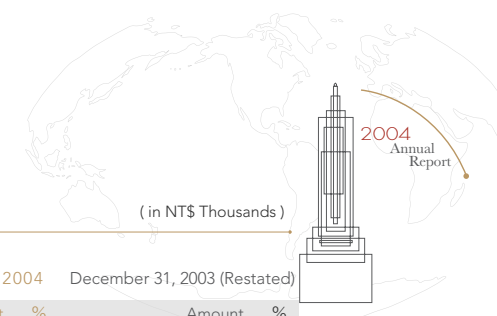 2004
Annual
Report
( in NT$ Thousands )
2004 December 31, 2003 (Restated)
% Amount %